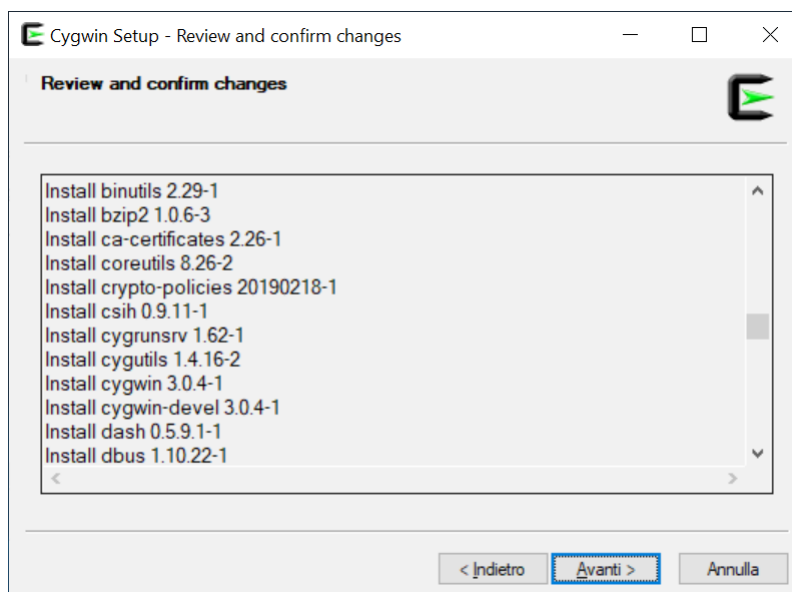 Cygwin Setup - Review and confirm changes
Review and confirm changes
Install binutils 2.29-1
Install bzip2 1.0.6-3
Install ca-certificates 2.26-1
Install coreutils 8.26-2
Install crypto-policies 20190218-1
Install csih 0.9.11-1
Install cygrunsrv 1.62-1
Install cygutils 1.4.16-2
Install cygwin 3.0.4-1
Install cygwin-devel 3.0.4-1
Install dash 0.5.9.1-1
Install dbus 1.10.22-1
< Indietro
Avanti >
Annulla